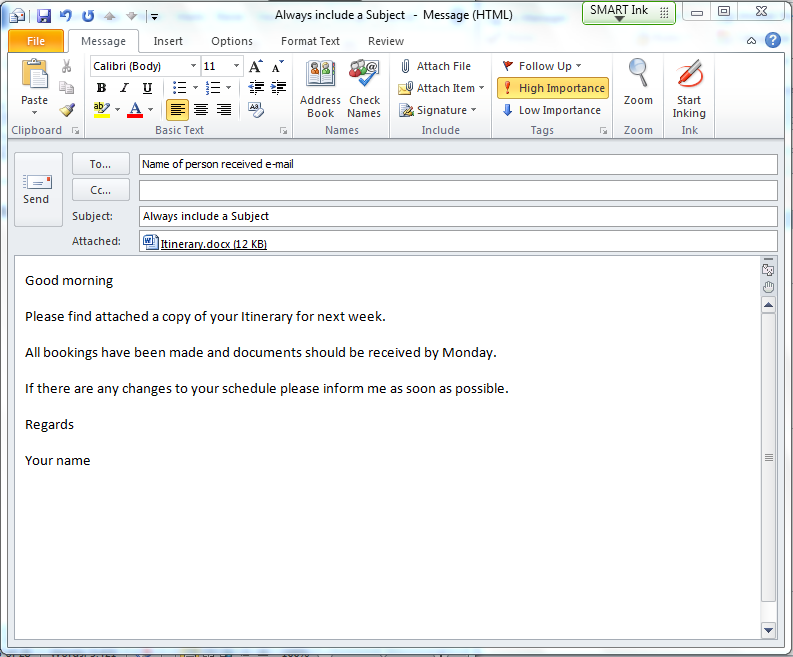 Always include a Subject - Message (HTML)
SMART Ink
File Message Insert Options Format Text Review
Paste
Clipboard
Calibri (Body) 11
B I U
Basic Text
Address Book
Check Names
Names
Attach File
Attach Item
Signature
Include
Follow Up
High Importance
Low Importance
Tags
Zoom
Zoom
Start Inking
Ink
Send
To... Name of person received e-mail
Cc...
Subject: Always include a Subject
Attached: Itinerary.docx (12 KB)
Good morning
Please find attached a copy of your Itinerary for next week.
All bookings have been made and documents should be received by Monday.
If there are any changes to your schedule please inform me as soon as possible.
Regards
Your name